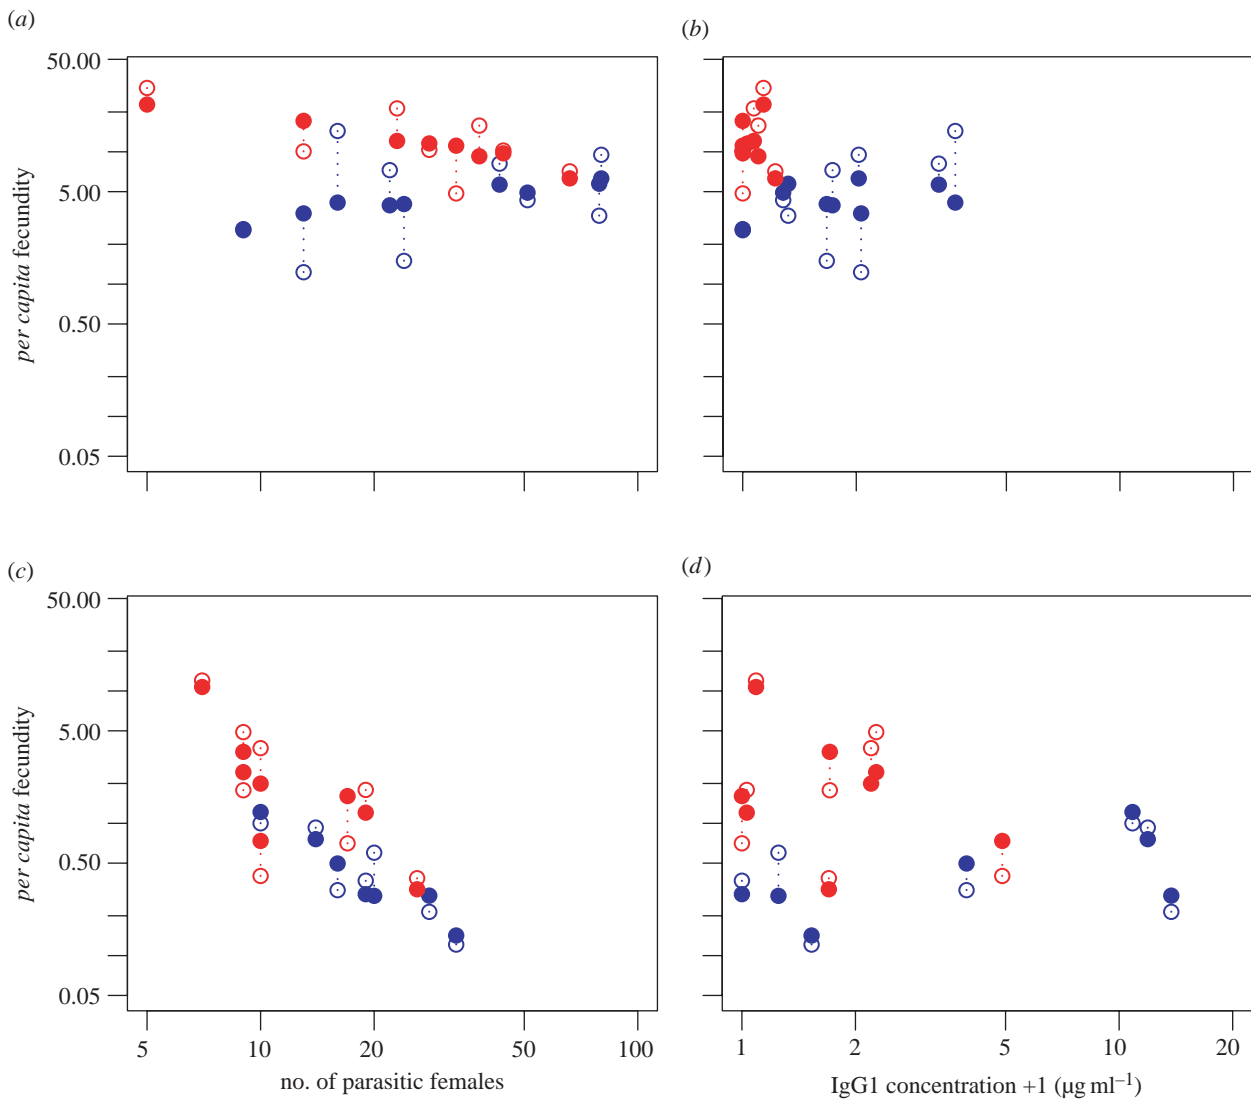 (a)
(b)
50.00
5.00
0.50
0.05
per capita fecundity
(c)
(d)
50.00
5.00
0.50
0.05
per capita fecundity
5 10 20 50 100
no. of parasitic females
1 2 5 10 20
IgG1 concentration +1 (μg ml⁻¹)